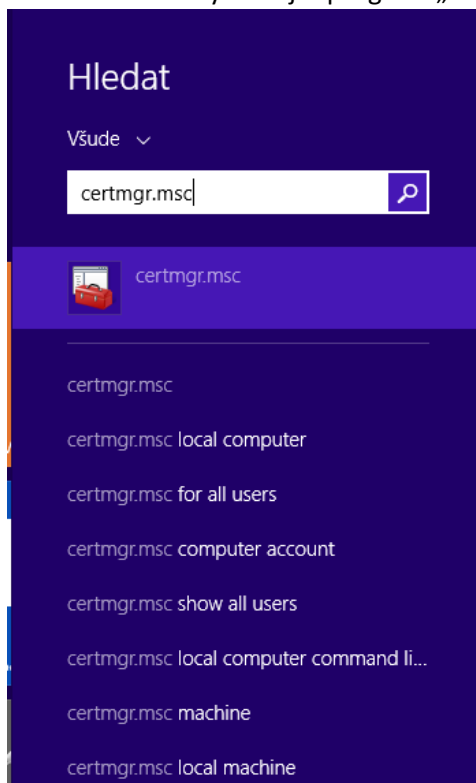 Hledat
Všude
certmgr.msc
certmgr.msc
certmgr.msc
certmgr.msc local computer
certmgr.msc for all users
certmgr.msc computer account
certmgr.msc show all users
certmgr.msc local computer command li...
certmgr.msc machine
certmgr.msc local machine